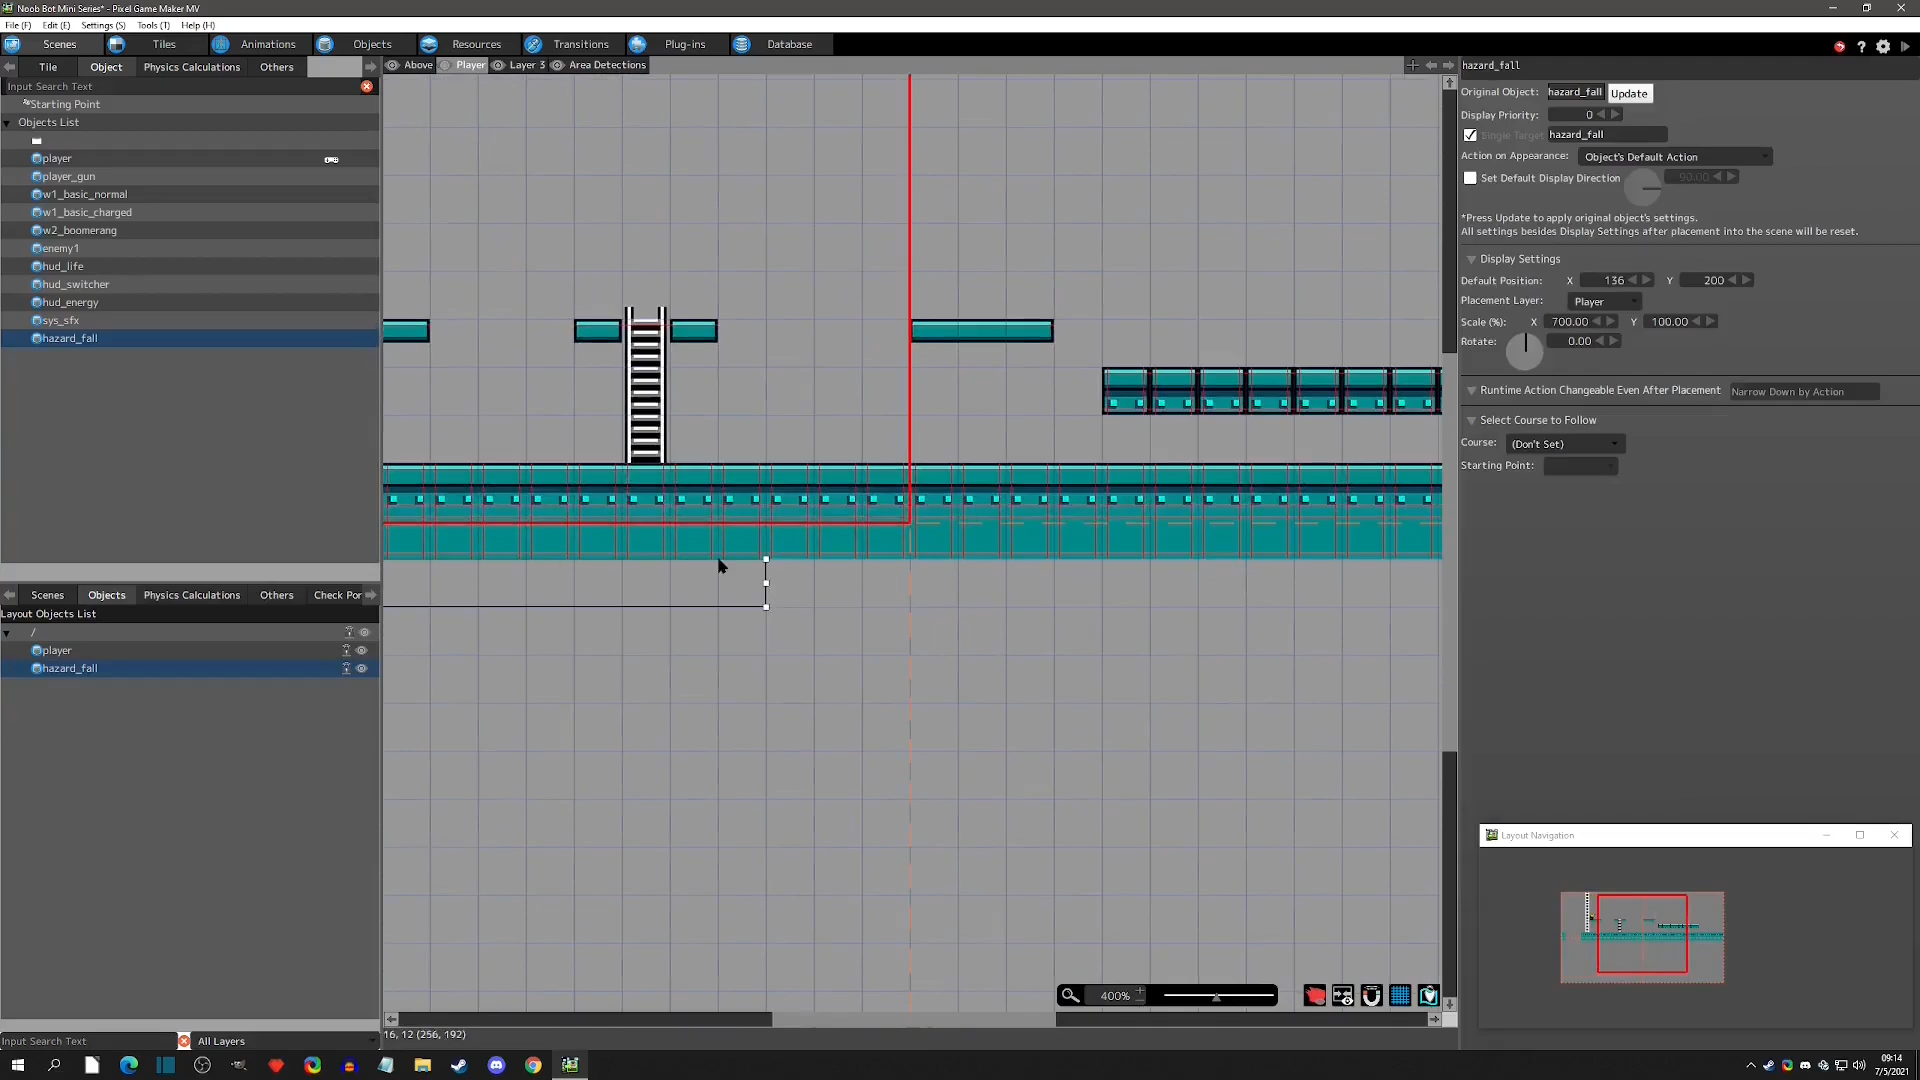 Noob Bot Mini Series* - Pixel Game Maker MV
File (F) Edit (E) Settings (S) Tools (T) Help (H)
Scenes Tiles Animations Objects Resources Transitions Plug-ins Database
Tile Object Physics Calculations Others
Above Player Layer 3 Area Detections
Input Search Text
Starting Point
Objects List
player
player_gun
w1_basic_normal
w1_basic_charged
w2_boomerang
enemy1
hud_life
hud_switcher
hud_energy
sys_sfx
hazard_fall
Scenes Objects Physics Calculations Others Check Por
Layout Objects List
/
player
hazard_fall
Input Search Text All Layers
400%
16, 12 (256, 192)
hazard_fall
Original Object: hazard_fall Update
Display Priority: 0
Single Target hazard_fall
Action on Appearance: Object's Default Action
Set Default Display Direction 90.00
*Press Update to apply original object's settings.
All settings besides Display Settings after placement into the scene will be reset.
Display Settings
Default Position: X 136 Y 200
Placement Layer: Player
Scale (%): X 700.00 Y 100.00
Rotate: 0.00
Runtime Action Changeable Even After Placement Narrow Down by Action
Select Course to Follow
Course: (Don't Set)
Starting Point:
Layout Navigation
09:14
7/5/2021